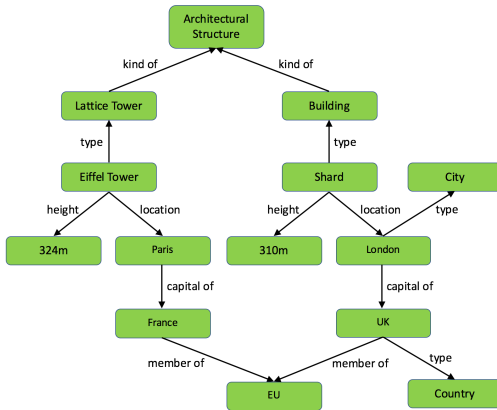 Architectural
Structure
kind of
kind of
Lattice Tower
Building
type
type
Eiffel Tower
Shard
City
height
location
height
location
type
324m
Paris
310m
London
capital of
capital of
France
UK
member of
member of
type
EU
Country